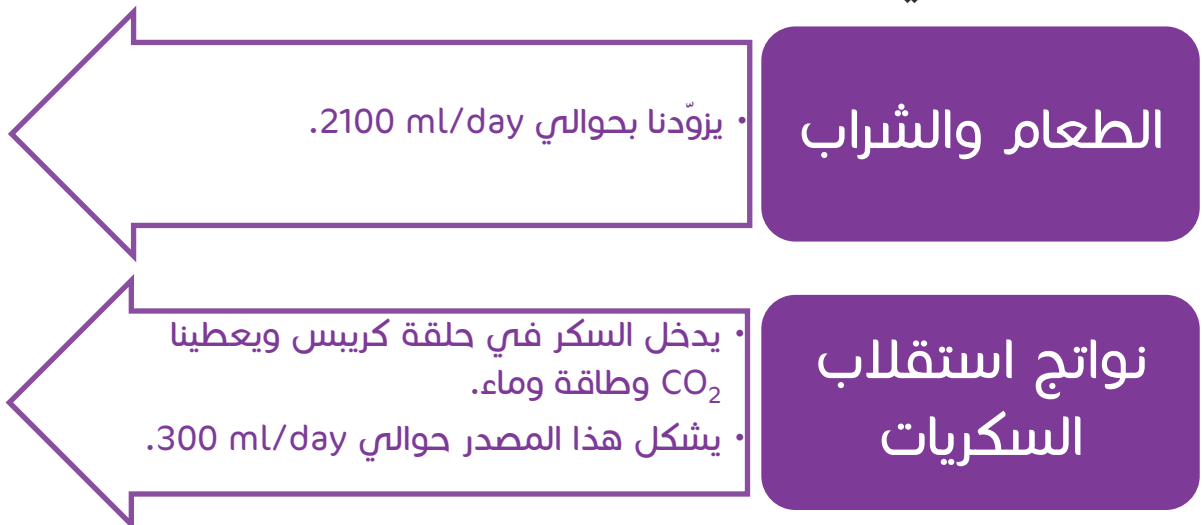 الطعام والشراب
• يزوّدنا بحوالي 2100 ml/day.
نواتج استقلاب
السكريات
• يدخل السكر في حلقة كريبس ويعطينا
CO₂ وطاقة وماء.
• يشكل هذا المصدر حوالي 300 ml/day.